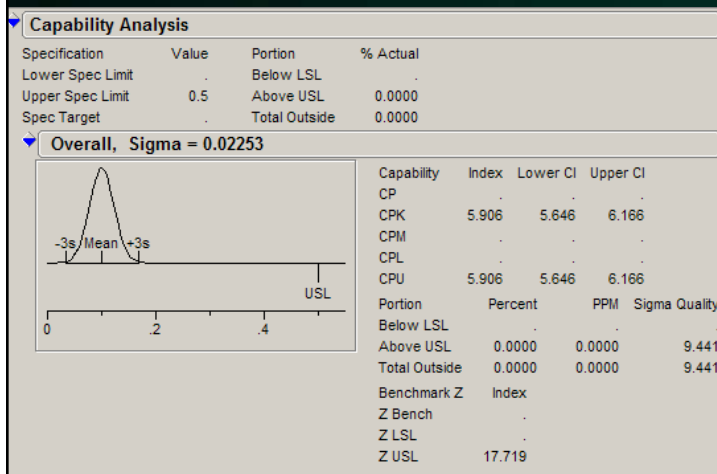 Capability Analysis
Specification Value Portion % Actual
Lower Spec Limit . Below LSL .
Upper Spec Limit 0.5 Above USL 0.0000
Spec Target . Total Outside 0.0000
Overall, Sigma = 0.02253
Capability Index Lower CI Upper CI
CP . . .
CPK 5.906 5.646 6.166
CPM . . .
CPL . . .
CPU 5.906 5.646 6.166
-3s Mean +3s
USL
0 .2 .4
Portion Percent PPM Sigma Quality
Below LSL . . .
Above USL 0.0000 0.0000 9.441
Total Outside 0.0000 0.0000 9.441
Benchmark Z Index
Z Bench .
Z LSL .
Z USL 17.719